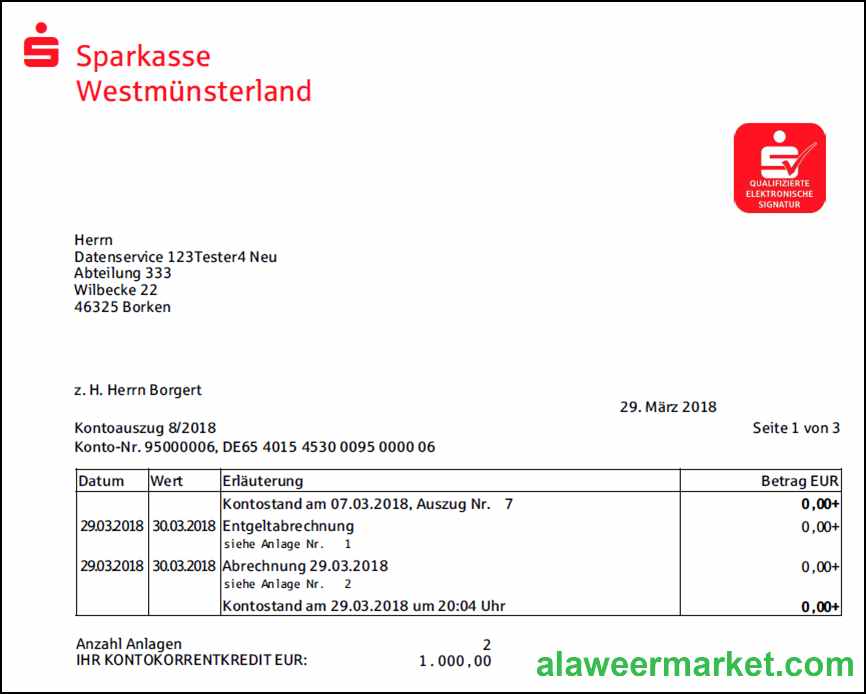 Sparkasse
Westmünsterland
QUALIFIZIERTE
ELEKTRONISCHE
SIGNATUR
Herrn
Datenservice 123Tester4 Neu
Abteilung 333
Wilbecke 22
46325 Borken
z. H. Herrn Borgert
29. März 2018
Kontoauszug 8/2018 Seite 1 von 3
Konto-Nr. 95000006, DE65 4015 4530 0095 0000 06
Datum Wert Erläuterung Betrag EUR
Kontostand am 07.03.2018, Auszug Nr. 7 0,00+
29.03.2018 30.03.2018 Entgeltabrechnung 0,00+
siehe Anlage Nr. 1
29.03.2018 30.03.2018 Abrechnung 29.03.2018 0,00+
siehe Anlage Nr. 2
Kontostand am 29.03.2018 um 20:04 Uhr 0,00+
Anzahl Anlagen 2
IHR KONTOKORRENTKREDIT EUR: 1.000,00
alaweermarket.com